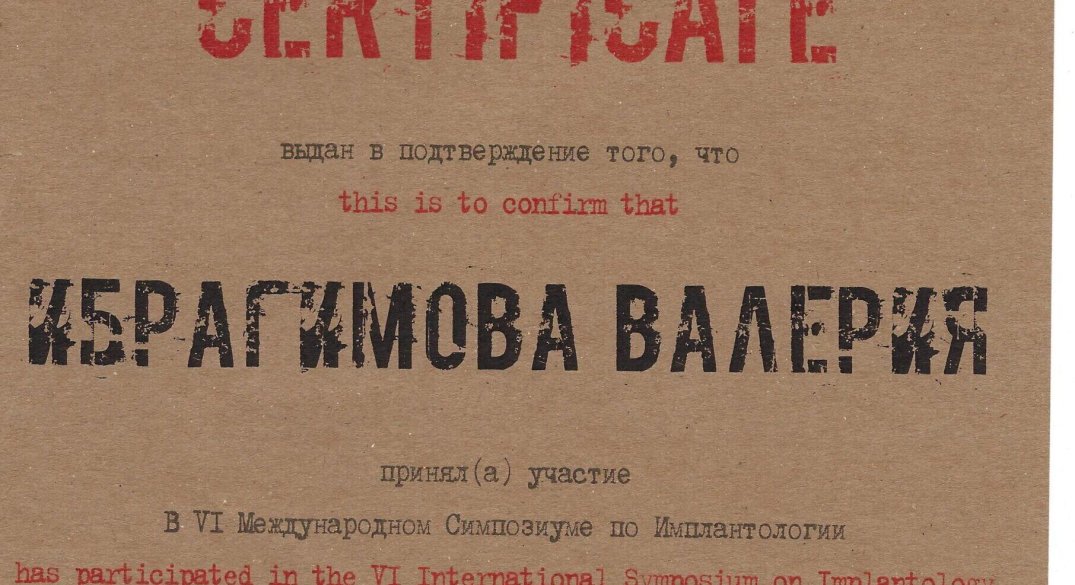 CERTIFICATE
выдан в подтверждение того, что
this is to confirm that
ИБРАГИМОВА ВАЛЕРИЯ
принял(а) участие
В VI Международном Симпозиуме по Имплантологии
has participated in the VI International Symposium on Implantology